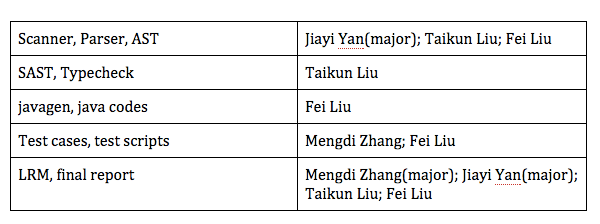 Scanner, Parser, AST
Jiayi Yan(major); Taikun Liu; Fei Liu
SAST, Typecheck
Taikun Liu
javagen, java codes
Fei Liu
Test cases, test scripts
Mengdi Zhang; Fei Liu
LRM, final report
Mengdi Zhang(major); Jiayi Yan(major);
Taikun Liu; Fei Liu